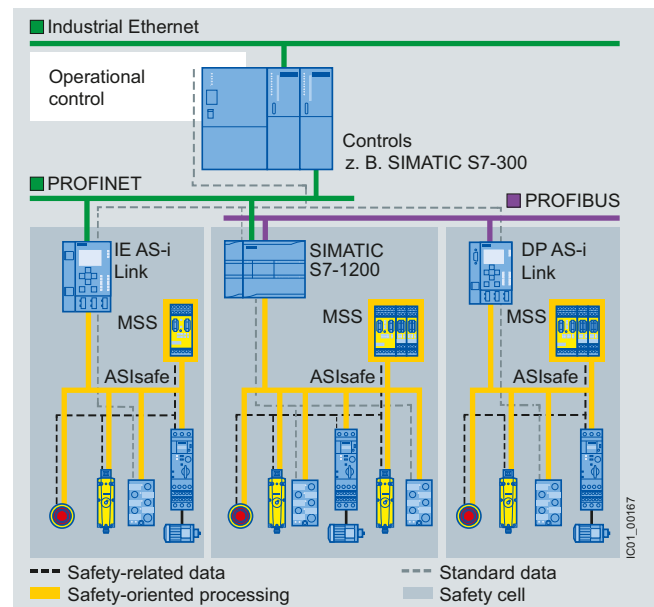 Industrial Ethernet
Operational
control
Controls
z. B. SIMATIC S7-300
PROFINET
PROFIBUS
IE AS-i
Link
SIMATIC
S7-1200
DP AS-i
Link
MSS
MSS
MSS
ASIsafe
ASIsafe
ASIsafe
IC01_00167
Safety-related data
Standard data
Safety-oriented processing
Safety cell